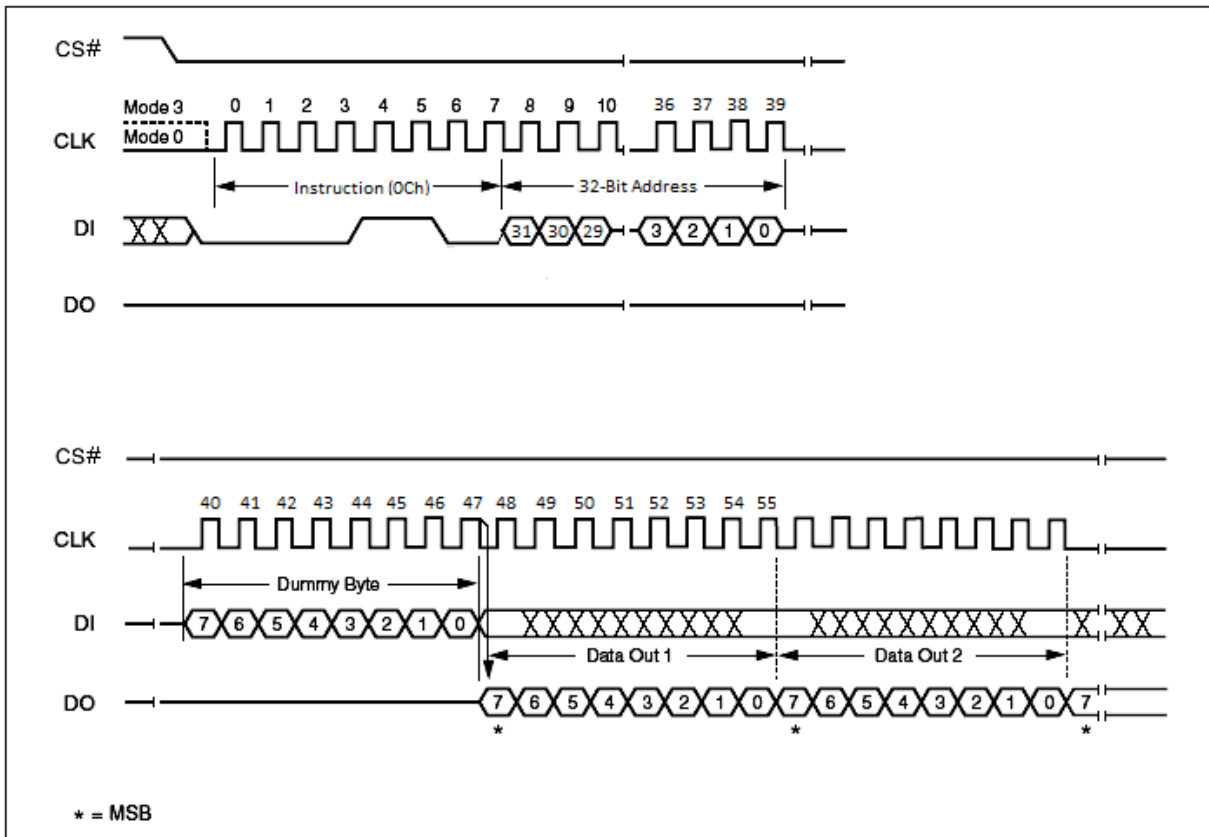 CS#
Mode 3 0 1 2 3 4 5 6 7 8 9 10 36 37 38 39
Mode 0
CLK
Instruction (0Ch) 32-Bit Address
DI 31 30 29 3 2 1 0
DO
CS#
40 41 42 43 44 45 46 47 48 49 50 51 52 53 54 55
CLK
Dummy Byte
DI 7 6 5 4 3 2 1 0
Data Out 1 Data Out 2
DO 7 6 5 4 3 2 1 0 7 6 5 4 3 2 1 0 7
* * *
* = MSB